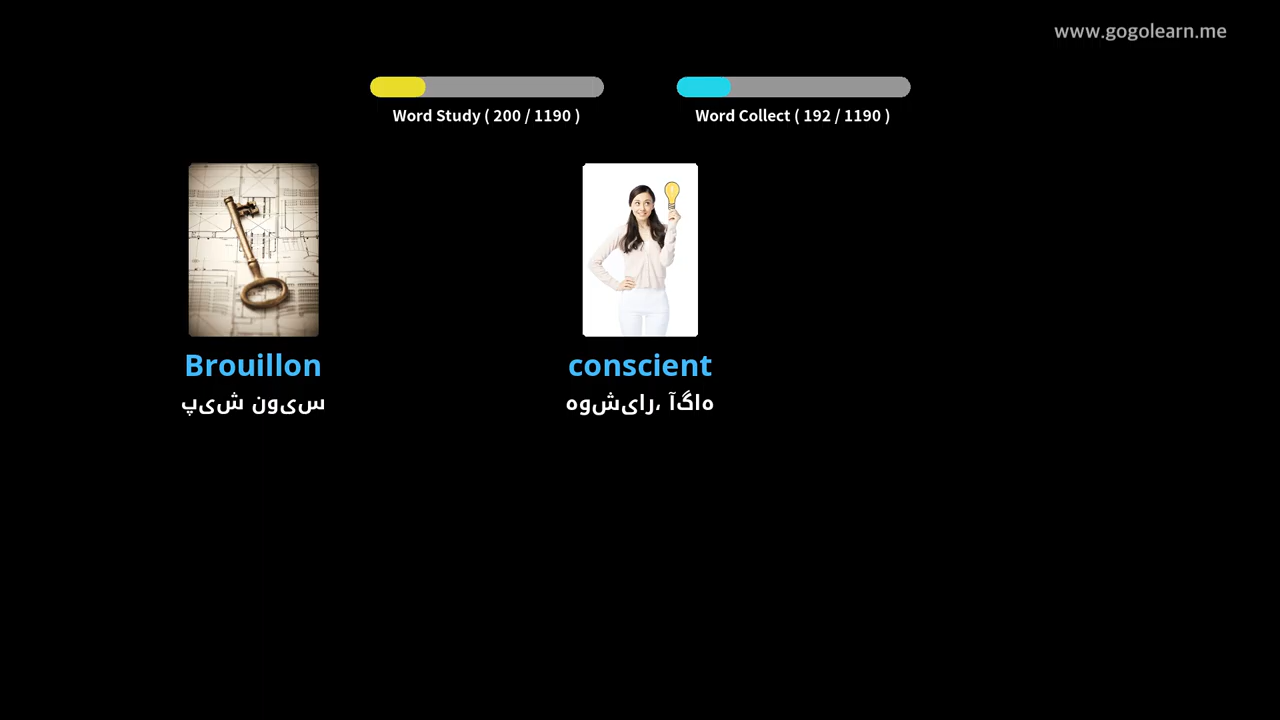 www.gogolearn.me
Word Study ( 200 / 1190 )
Word Collect ( 192 / 1190 )
Brouillon
پیش نویس
conscient
هوشیار، آگاه